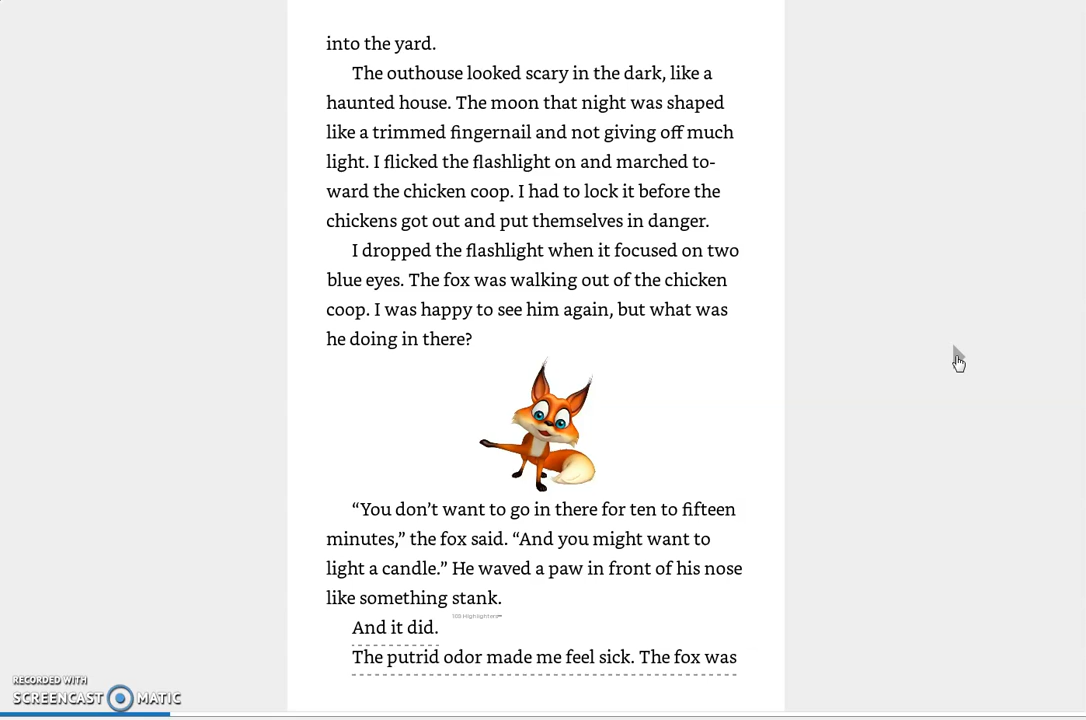 into the yard.
The outhouse looked scary in the dark, like a
haunted house. The moon that night was shaped
like a trimmed fingernail and not giving off much
light. I flicked the flashlight on and marched to-
ward the chicken coop. I had to lock it before the
chickens got out and put themselves in danger.
I dropped the flashlight when it focused on two
blue eyes. The fox was walking out of the chicken
coop. I was happy to see him again, but what was
he doing in there?
“You don’t want to go in there for ten to fifteen
minutes,” the fox said. “And you might want to
light a candle.” He waved a paw in front of his nose
like something stank.
108 Highlighters
And it did.
The putrid odor made me feel sick. The fox was
RECORDED WITH
SCREENCAST MATIC